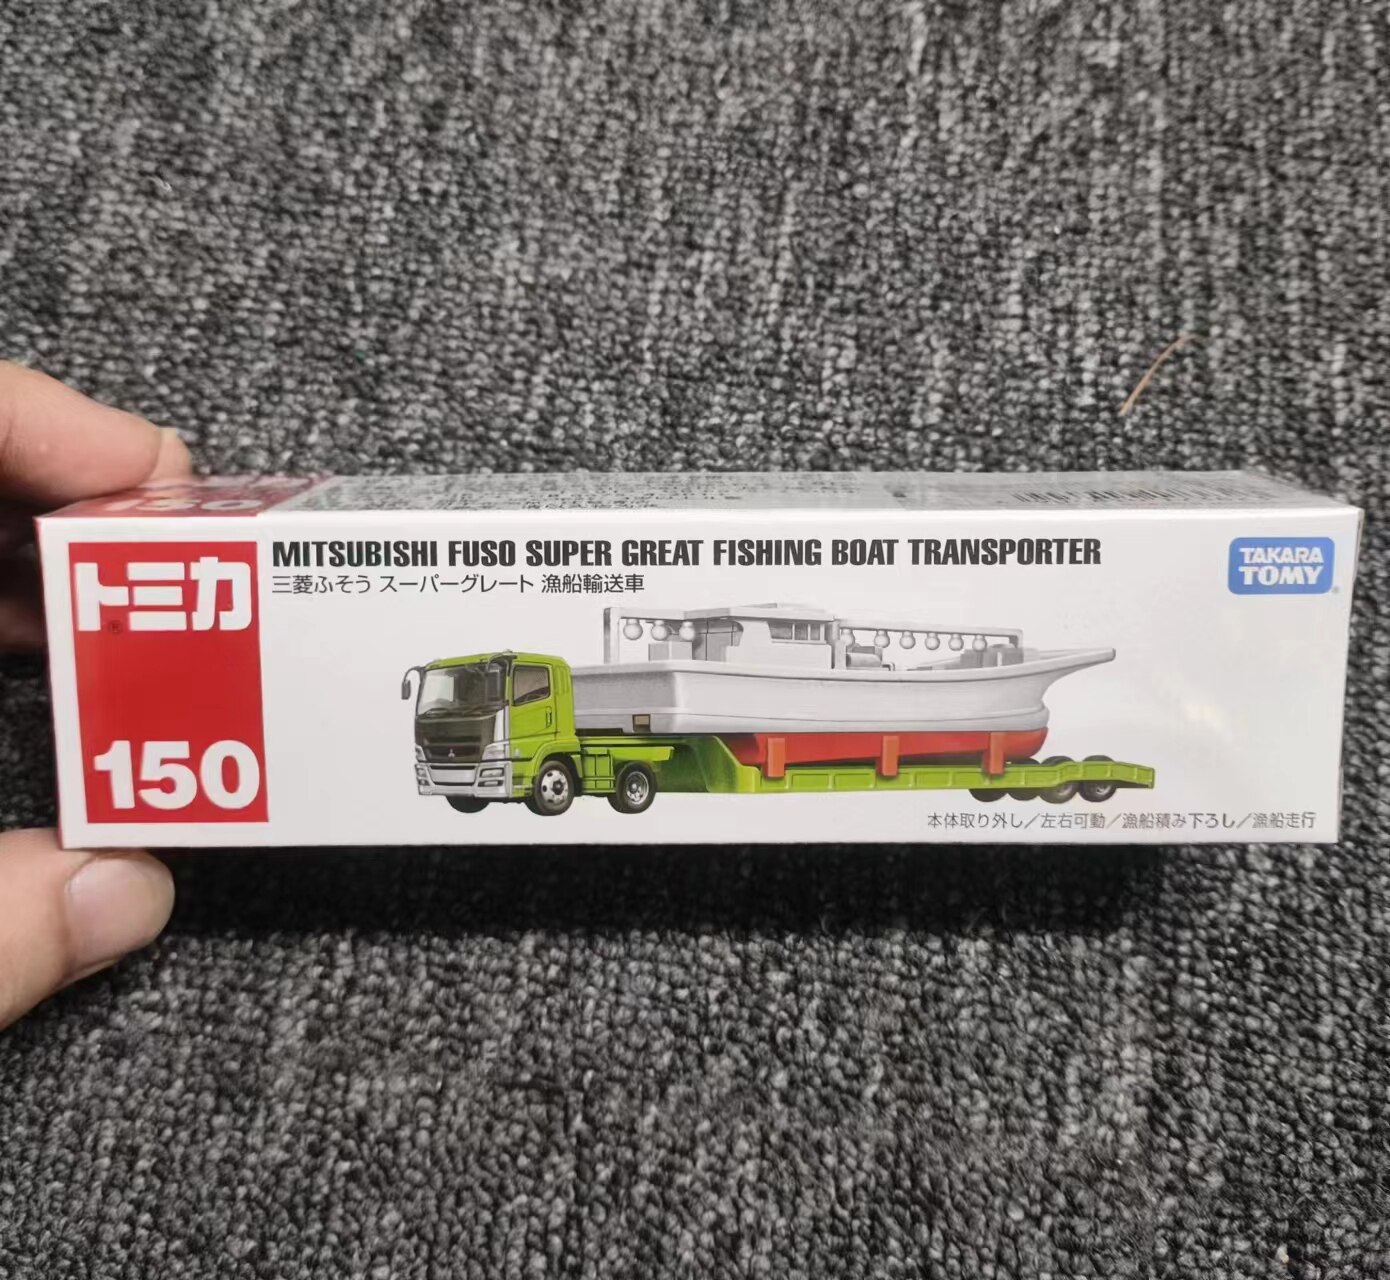 150
トミカ
®
150
MITSUBISHI FUSO SUPER GREAT FISHING BOAT TRANSPORTER
三菱ふそう スーパーグレート 漁船輸送車
TAKARA
TOMY
本体取り外し/左右可動/漁船積み下ろし/漁船走行